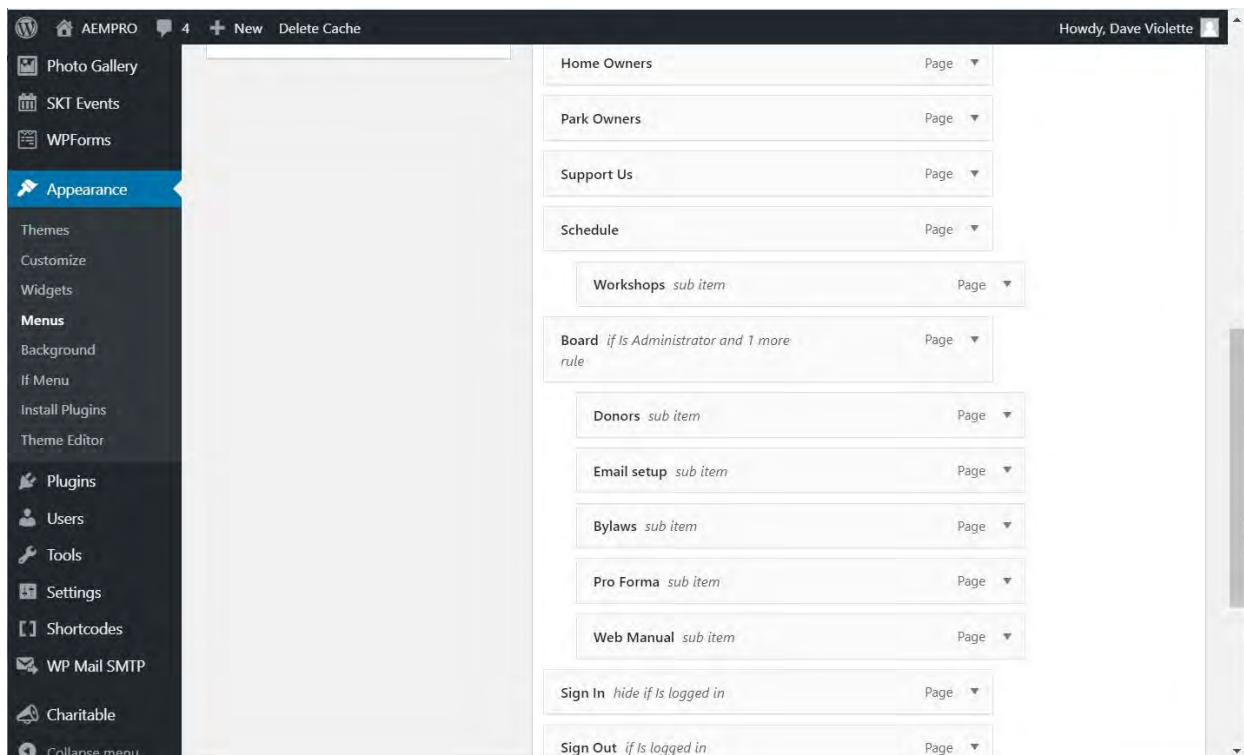 AEMPRO 4 New Delete Cache Howdy, Dave Violette
Photo Gallery
SKT Events
WPForms
Appearance
Themes
Customize
Widgets
Menus
Background
If Menu
Install Plugins
Theme Editor
Plugins
Users
Tools
Settings
Shortcodes
WP Mail SMTP
Charitable
Collapse menu
Home Owners Page
Park Owners Page
Support Us Page
Schedule Page
Workshops sub item Page
Board if Is Administrator and 1 more Page
rule
Donors sub item Page
Email setup sub item Page
Bylaws sub item Page
Pro Forma sub item Page
Web Manual sub item Page
Sign In hide if Is logged in Page
Sign Out if Is logged in Page